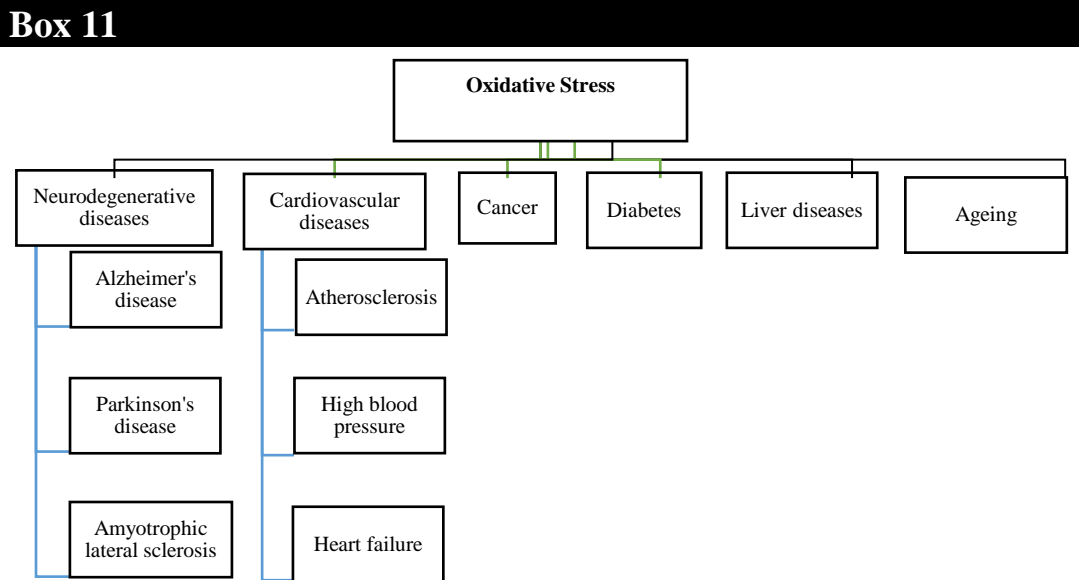 Box 11
Oxidative Stress
Neurodegenerative
diseases
Cardiovascular
diseases
Cancer
Diabetes
Liver diseases
Ageing
Alzheimer's
disease
Atherosclerosis
Parkinson's
disease
High blood
pressure
Amyotrophic
lateral sclerosis
Heart failure